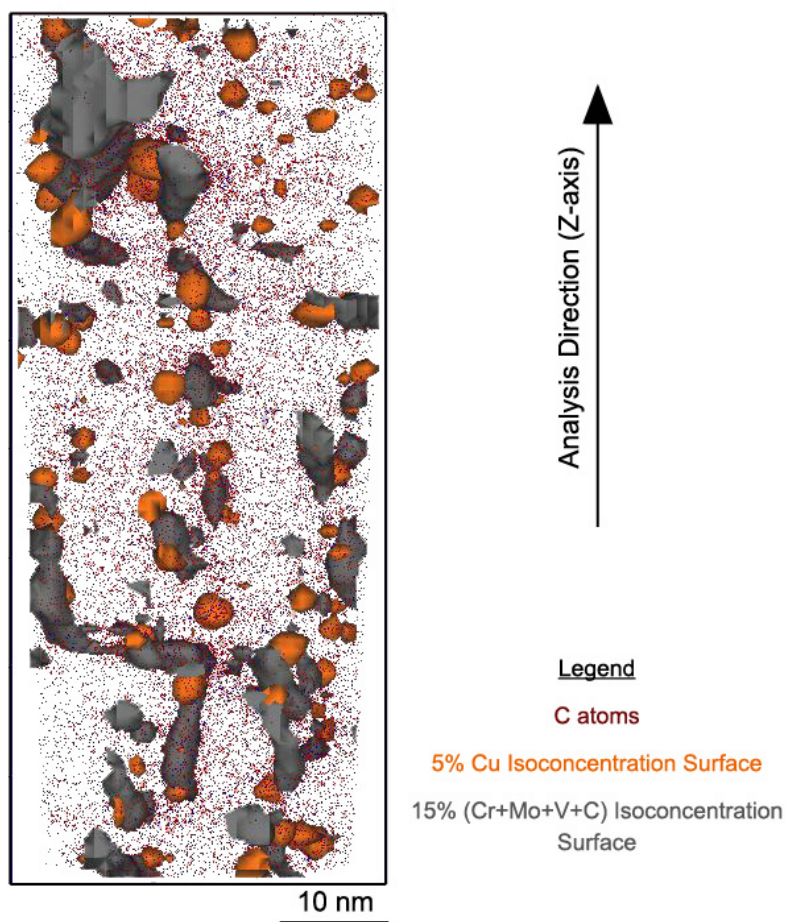 Analysis Direction (Z-axis)
Legend
C atoms
5% Cu Isoconcentration Surface
15% (Cr+Mo+V+C) Isoconcentration
Surface
10 nm